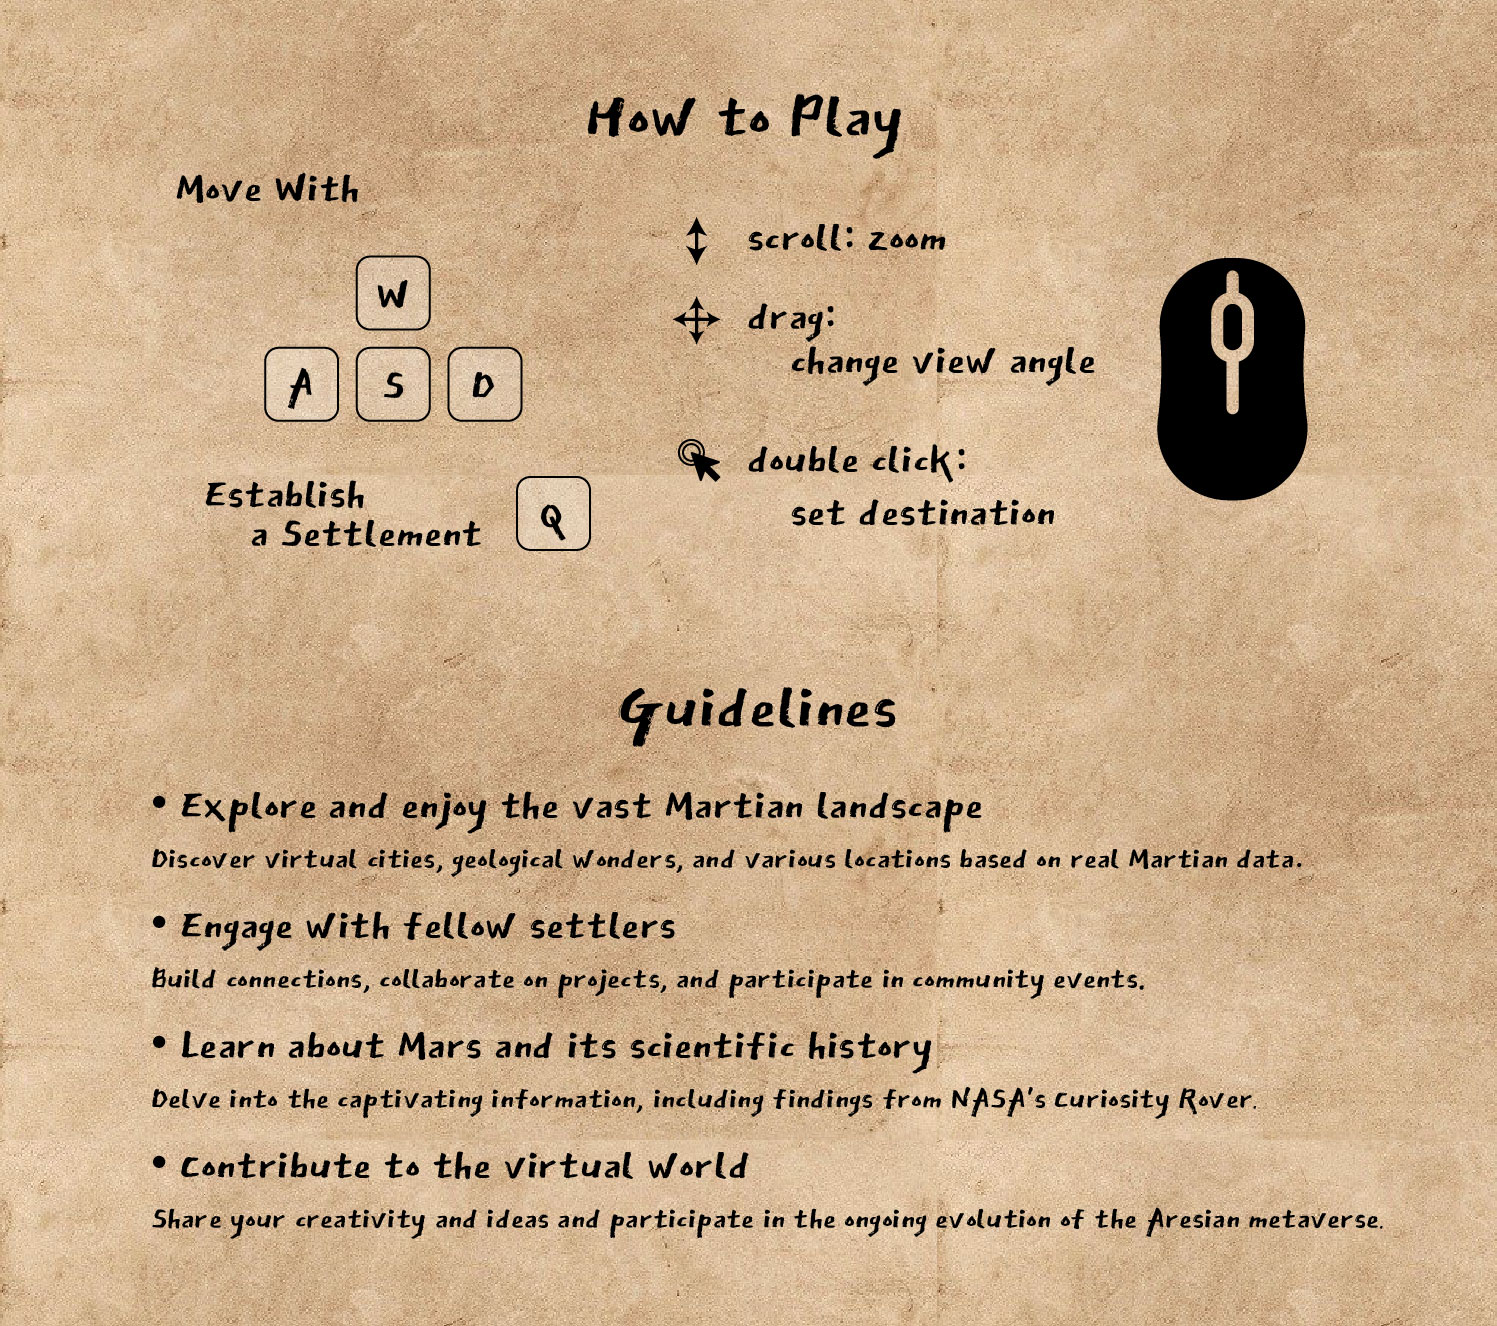 How to Play
Move With
W
A S D
Establish
a Settlement
Q
scroll: zoom
drag:
change view angle
double click:
set destination
Guidelines
• Explore and enjoy the vast Martian landscape
Discover virtual cities, geological wonders, and various locations based on real Martian data.
• Engage with fellow settlers
Build connections, collaborate on projects, and participate in community events.
• Learn about Mars and its scientific history
Delve into the captivating information, including findings from NASA's Curiosity Rover.
• Contribute to the virtual world
Share your creativity and ideas and participate in the ongoing evolution of the Aresian metaverse.